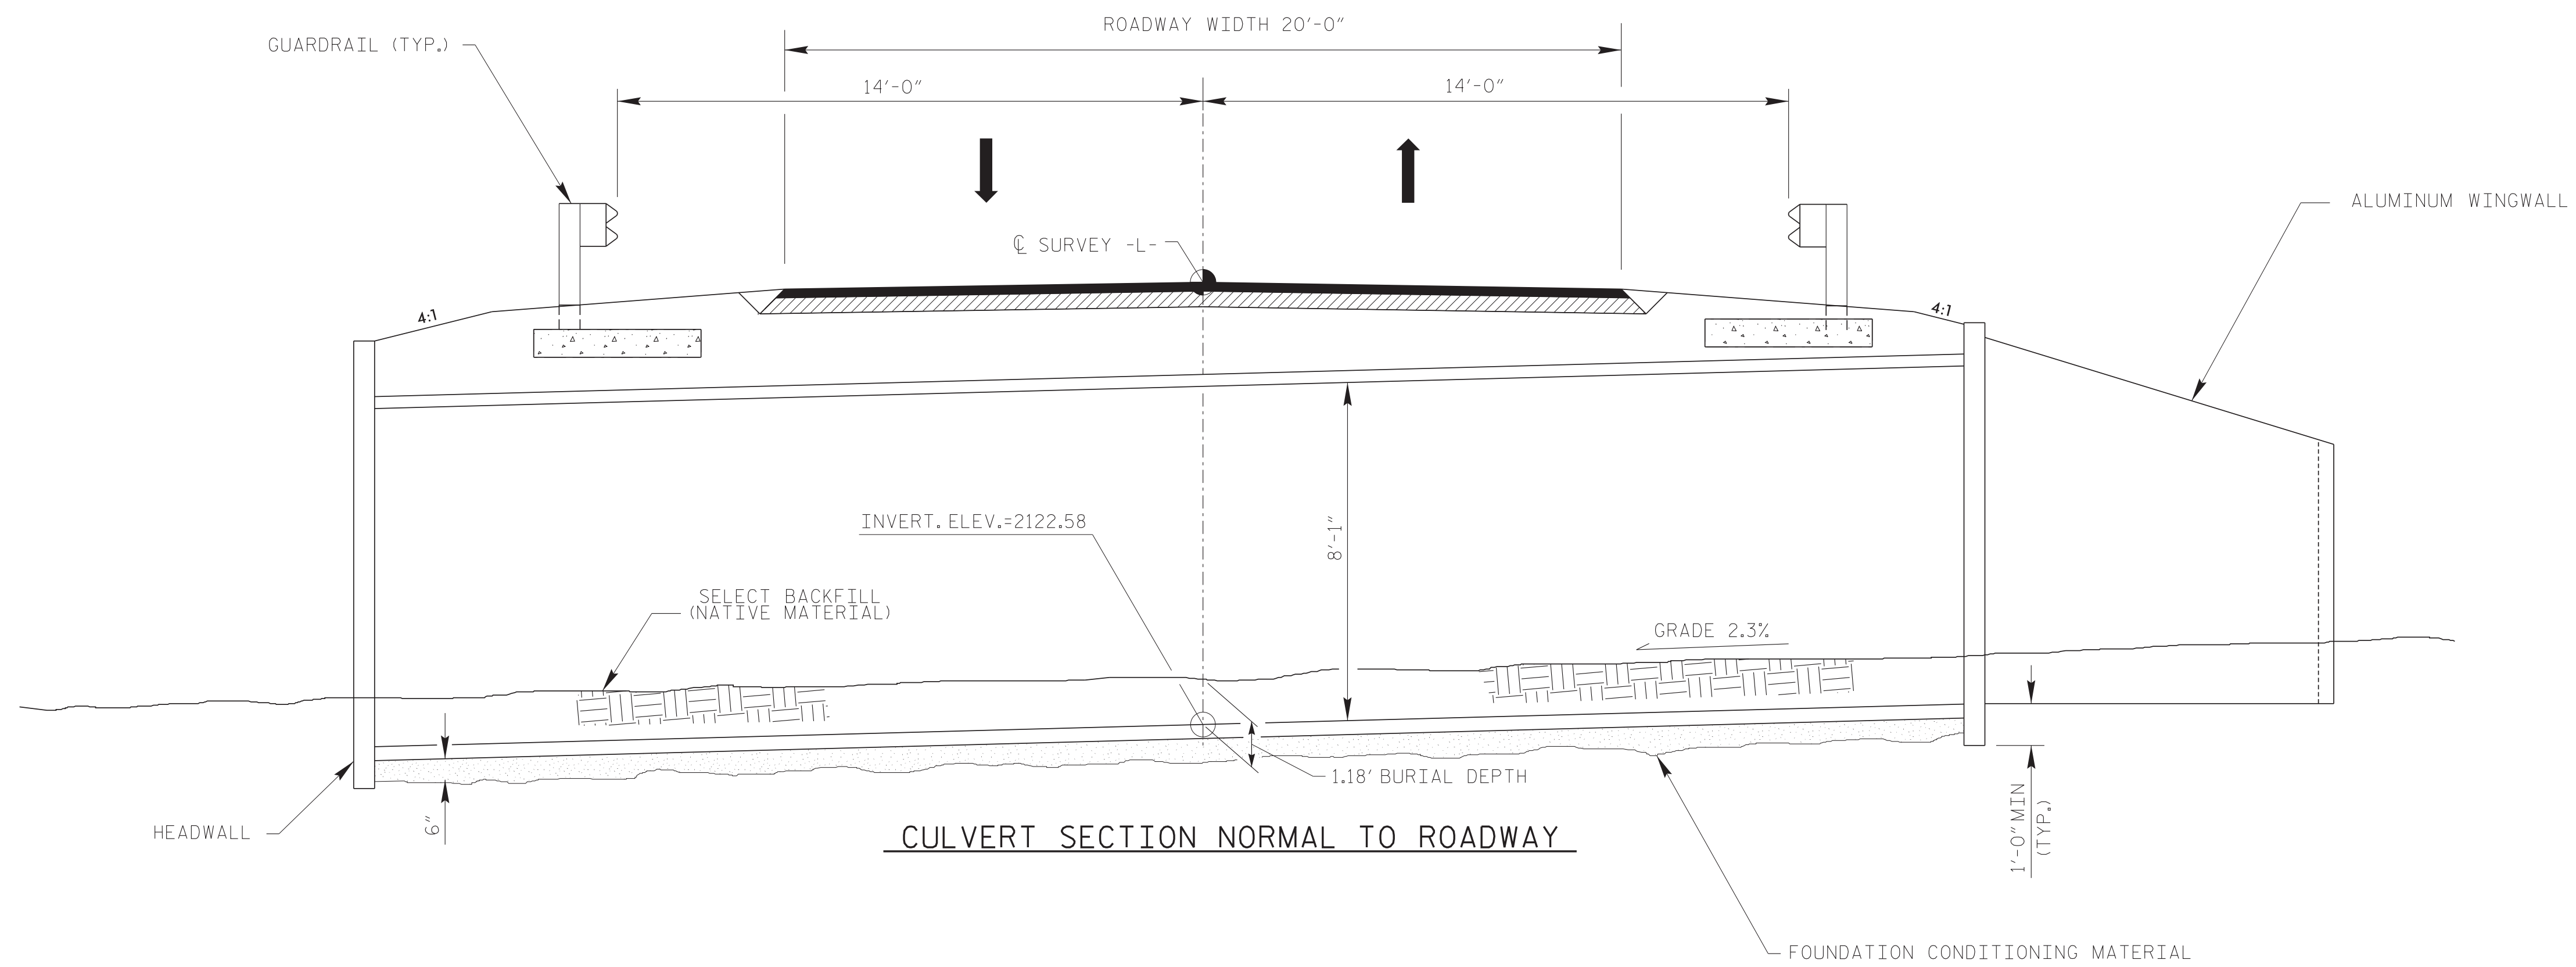 ROADWAY WIDTH 20'-0"
GUARDRAIL (TYP.)
14'-0"
14'-0"
ALUMINUM WINGWALL
℄ SURVEY -L-
4:1
4:1
INVERT. ELEV.=2122.58
8'-1"
SELECT BACKFILL
(NATIVE MATERIAL)
GRADE 2.3%
1.18' BURIAL DEPTH
HEADWALL
6"
1'-0" MIN
(TYP.)
CULVERT SECTION NORMAL TO ROADWAY
FOUNDATION CONDITIONING MATERIAL